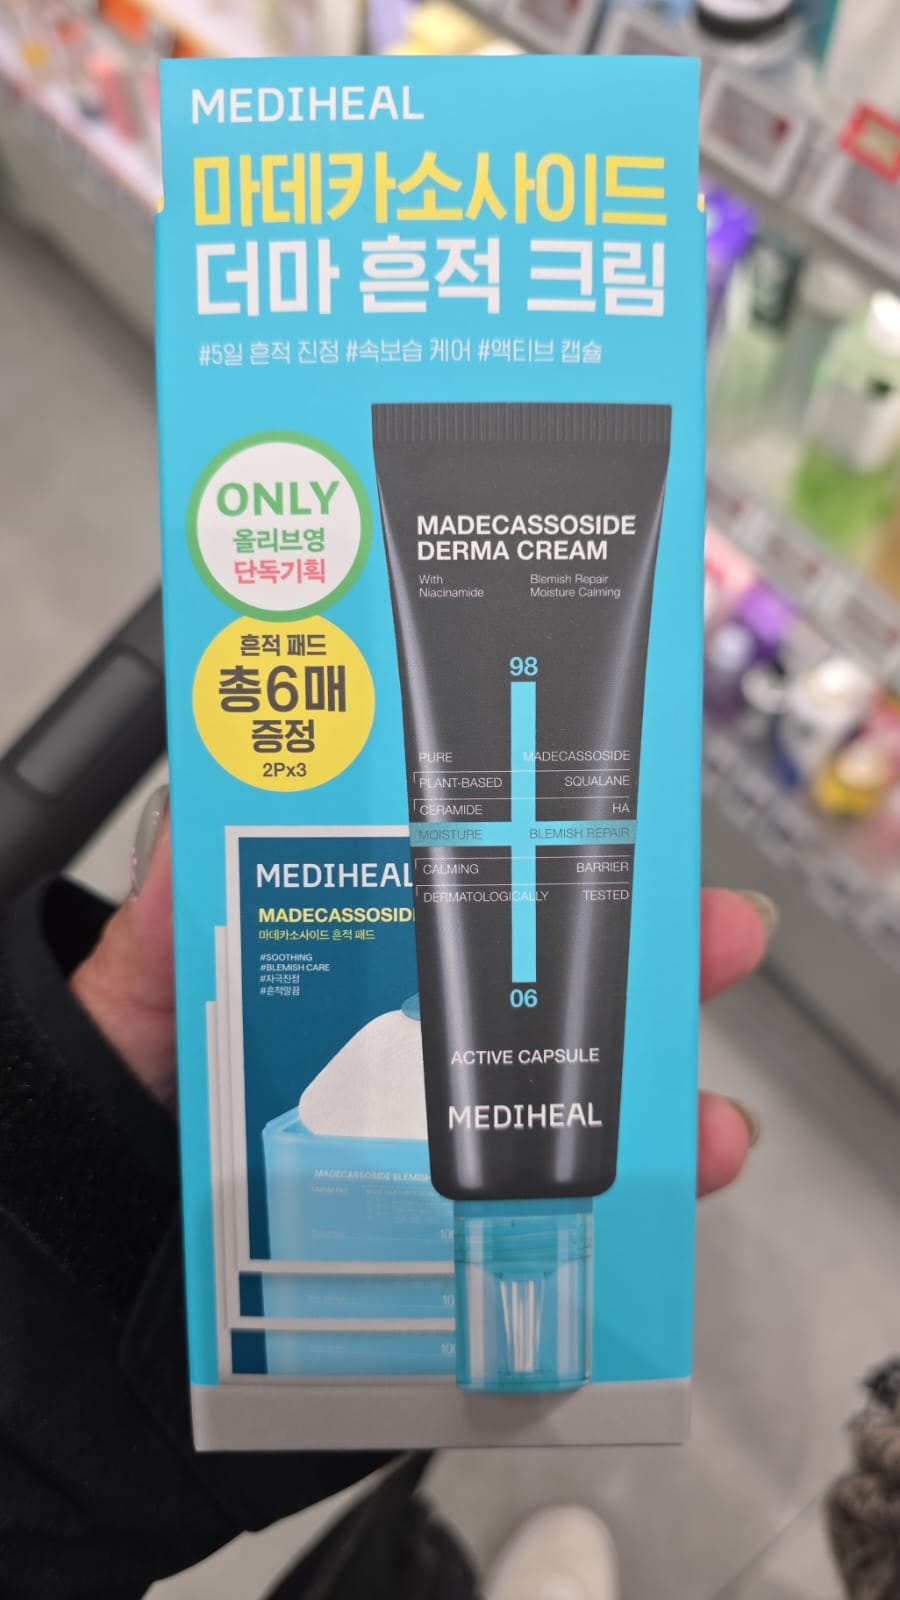 MEDIHEAL
마데카소사이드
더마 흔적 크림
#5일 흔적 진정 #속보습 케어 #액티브 캡슐
ONLY
올리브영
단독기획
흔적 패드
총6매
증정
2Px3
MADECASSOSIDE
DERMA CREAM
With
Niacinamide
Blemish Repair
Moisture Calming
98
PURE MADECASSOSIDE
PLANT-BASED SQUALANE
CERAMIDE HA
MOISTURE BLEMISH REPAIR
CALMING BARRIER
DERMATOLOGICALLY TESTED
06
ACTIVE CAPSULE
MEDIHEAL
MEDIHEAL
MADECASSOSID
마데카소사이드 흔적 패드
#SOOTHING
#BLEMISH CARE
#자극진정
#흔적말끔
MADECASSOSIDE BLEMISH